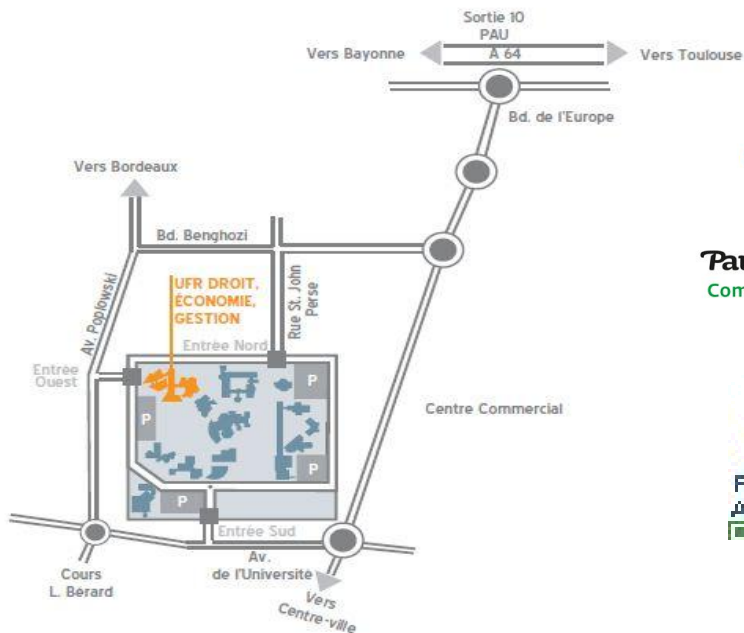 Sortie 10
PAU
A 64
Vers Bayonne
Vers Toulouse
Bd. de l'Europe
Vers Bordeaux
Bd. Benghozi
Av. Poplowski
UFR DROIT,
ÉCONOMIE,
GESTION
Rue St. John
Perse
Entrée Nord
Entrée
Ouest
P
P
P
P
Centre Commercial
Entrée Sud
Av.
de l'Université
Cours
L. Bérard
Vers
Centre-ville